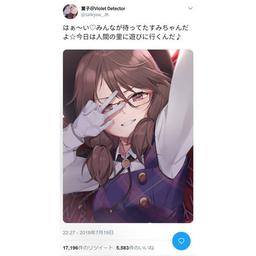 菫子@Violet Detector
@saikyou_JK
はぁ〜い♡みんなが待ってたすみちゃんだ
よ☆今日は人間の里に遊びに行くんだ♪
22:27 - 2018年7月19日
17,196件のリツイート 5,583件のいいね